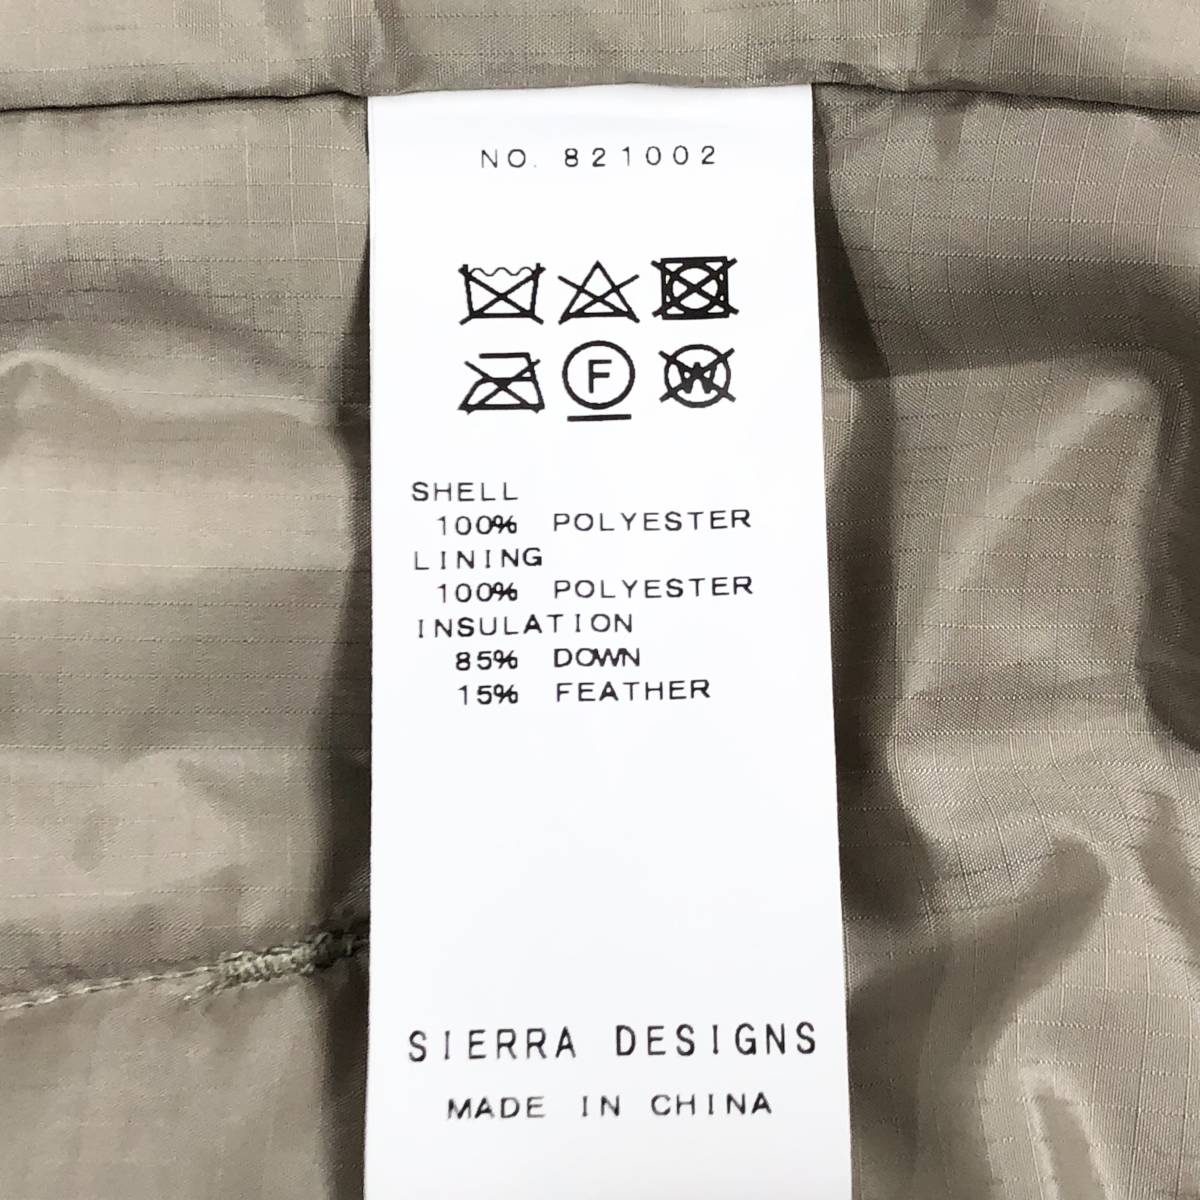 NO. 821002
F
W
SHELL
100% POLYESTER
LINING
100% POLYESTER
INSULATION
85% DOWN
15% FEATHER
SIERRA DESIGNS
MADE IN CHINA